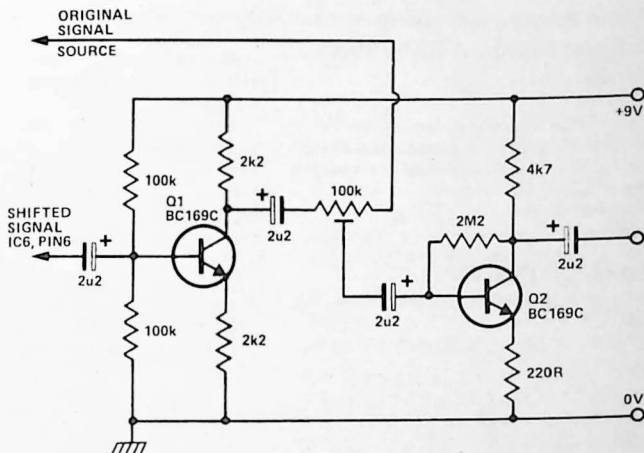 ORIGINAL
SIGNAL
SOURCE
+9V
2k2
4k7
100k
Q1
BC169C
+
100k
2M2
+
SHIFTED
SIGNAL
IC6, PIN6
+
2u2
2u2
+
2u2
2u2
Q2
BC169C
100k
2k2
220R
0V